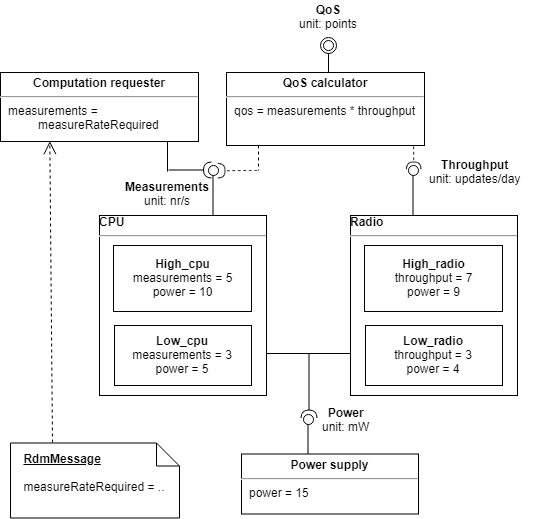 QoS
unit: points
Computation requester
measurements =
measureRateRequired
QoS calculator
qos = measurements * throughput
Measurements
unit: nr/s
Throughput
unit: updates/day
CPU
High_cpu
measurements = 5
power = 10
Low_cpu
measurements = 3
power = 5
Radio
High_radio
throughput = 7
power = 9
Low_radio
throughput = 3
power = 4
Power
unit: mW
RdmMessage
measureRateRequired = ..
Power supply
power = 15